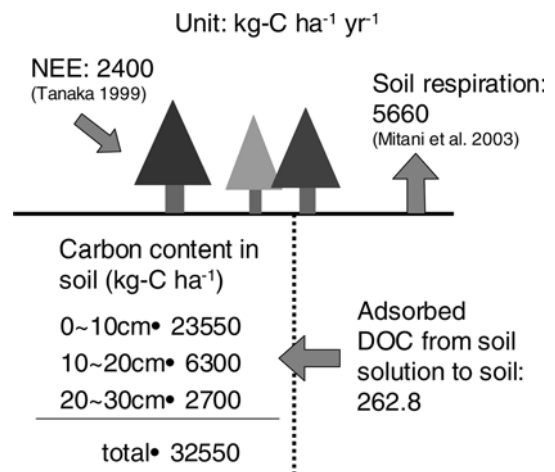 Unit: kg-C ha⁻¹ yr⁻¹
NEE: 2400
(Tanaka 1999)
Soil respiration:
5660
(Mitani et al. 2003)
Carbon content in
soil (kg-C ha⁻¹)
0~10cm• 23550
10~20cm• 6300
20~30cm• 2700
total• 32550
Adsorbed
DOC from soil
solution to soil:
262.8